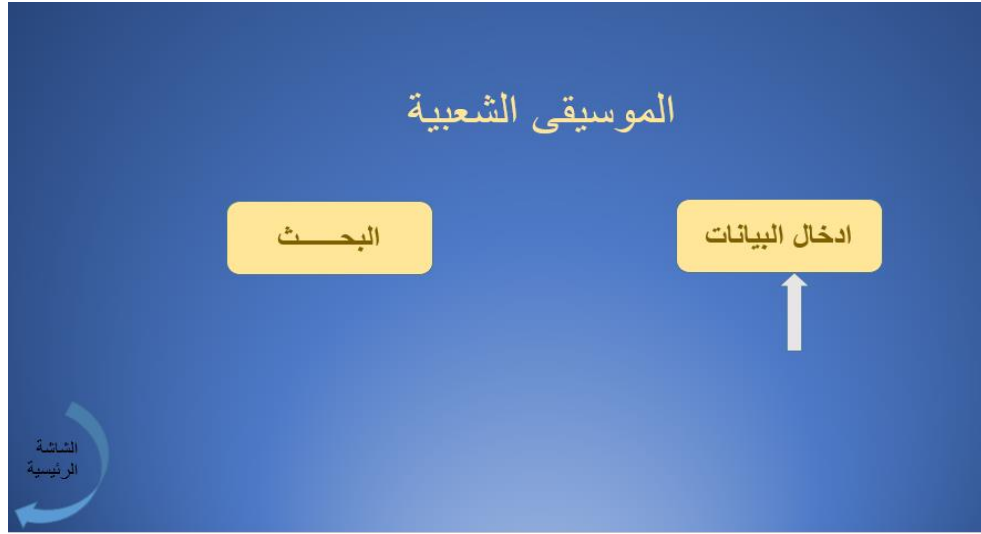 الموسيقى الشعبية
ادخال البيانات
البحـــــث
الشاشة
الرئيسية